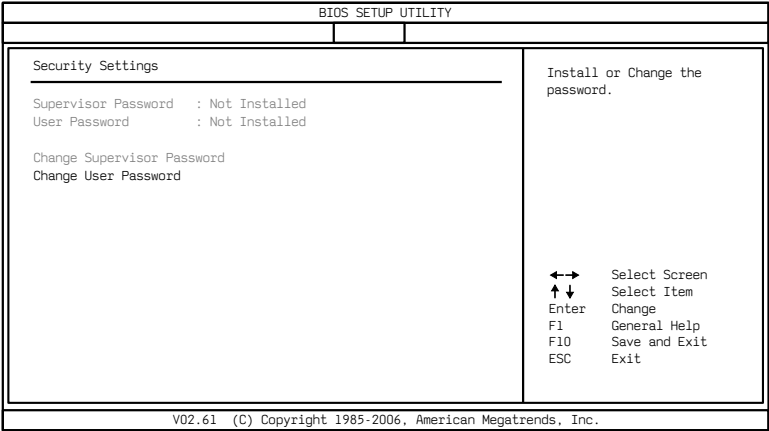 BIOS SETUP UTILITY
Security Settings
Supervisor Password : Not Installed
User Password : Not Installed
Change Supervisor Password
Change User Password
Install or Change the
password.
←→ Select Screen
↑↓ Select Item
Enter Change
F1 General Help
F10 Save and Exit
ESC Exit
V02.61 (C) Copyright 1985-2006, American Megatrends, Inc.